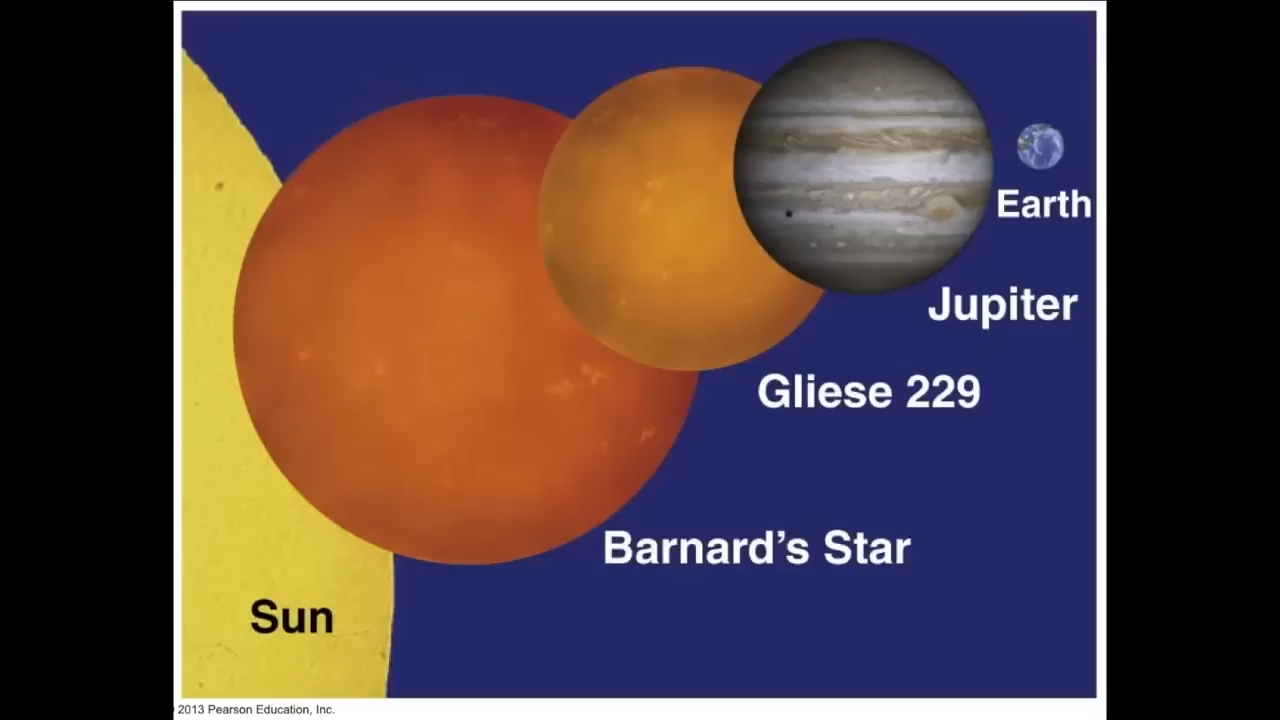 Earth
Jupiter
Gliese 229
Barnard’s Star
Sun
2013 Pearson Education, Inc.